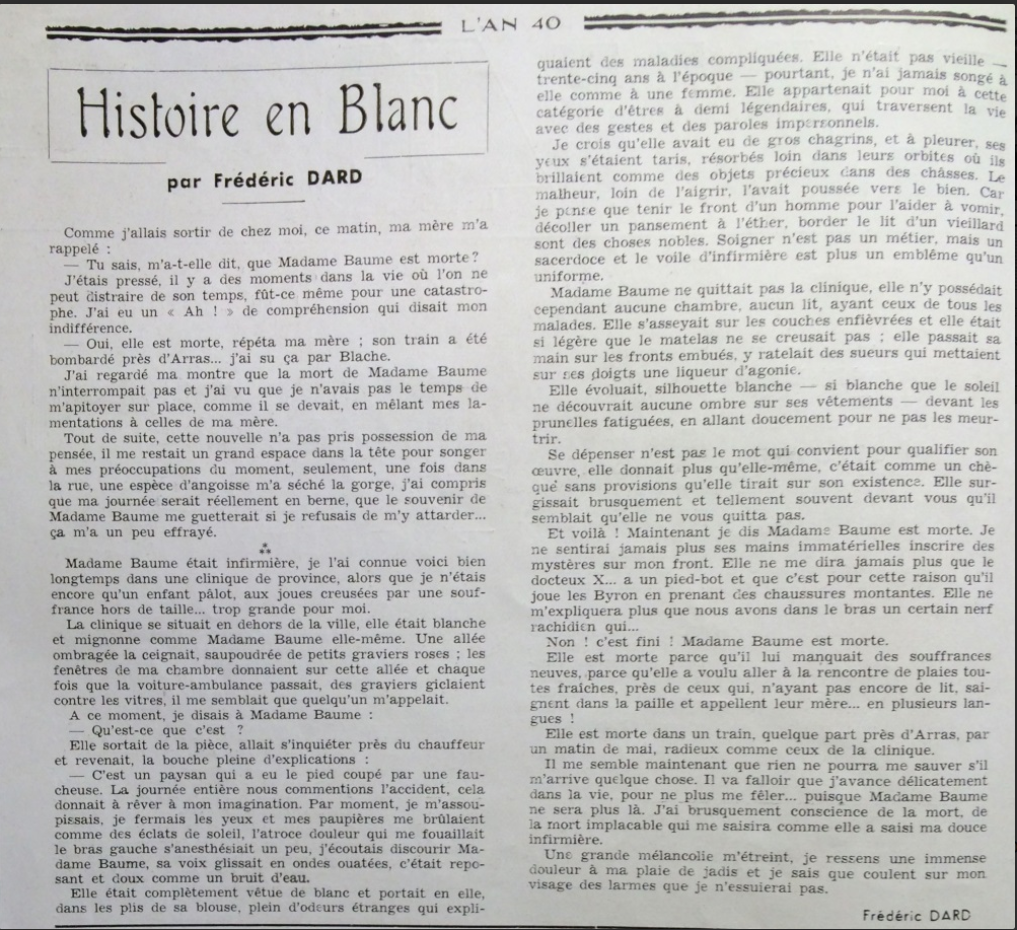 L'AN 40
Histoire en Blanc
par Frédéric DARD
Comme j'allais sortir de chez moi, ce matin, ma mère m'a
rappelé :
— Tu sais, m'a-t-elle dit, que Madame Baume est morte ?
J'étais pressé, il y a des moments dans la vie où l'on ne
peut distraire de son temps, fût-ce même pour une catastro-
phe. J'ai eu un « Ah ! » de compréhension qui disait mon
indifférence.
— Oui, elle est morte, répéta ma mère ; son train a été
bombardé près d'Arras... j'ai su ça par Blache.
J'ai regardé ma montre que la mort de Madame Baume
n'interrompait pas et j'ai vu que je n'avais pas le temps de
m'apitoyer sur place, comme il se devait, en mêlant mes la-
mentations à celles de ma mère.
Tout de suite, cette nouvelle n'a pas pris possession de ma
pensée, il me restait un grand espace dans la tête pour songer
à mes préoccupations du moment, seulement, une fois dans
la rue, une espèce d'angoisse m'a séché la gorge, j'ai compris
que ma journée serait réellement en berne, que le souvenir de
Madame Baume me guetterait si je refusais de m'y attarder...
ça m'a un peu effrayé.
⁂
Madame Baume était infirmière, je l'ai connue voici bien
longtemps dans une clinique de province, alors que je n'étais
encore qu'un enfant pâlot, aux joues creusées par une souf-
france hors de taille... trop grande pour moi.
La clinique se situait en dehors de la ville, elle était blanche
et mignonne comme Madame Baume elle-même. Une allée
ombragée la ceignait, saupoudrée de petits graviers roses ; les
fenêtres de ma chambre donnaient sur cette allée et chaque
fois que la voiture-ambulance passait, des graviers giclaient
contre les vitres, il me semblait que quelqu'un m'appelait.
A ce moment, je disais à Madame Baume :
— Qu'est-ce que c'est ?
Elle sortait de la pièce, allait s'inquiéter près du chauffeur
et revenait, la bouche pleine d'explications :
— C'est un paysan qui a eu le pied coupé par une fau-
cheuse. La journée entière nous commentions l'accident, cela
donnait à rêver à mon imagination. Par moment, je m'assou-
pissais, je fermais les yeux et mes paupières me brûlaient
comme des éclats de soleil, l'atroce douleur qui me fouaillait
le bras gauche s'anesthésiait un peu, j'écoutais discourir Ma-
dame Baume, sa voix glissait en ondes ouatées, c'était repo-
sant et doux comme un bruit d'eau.
Elle était complètement vêtue de blanc et portait en elle,
dans les plis de sa blouse, plein d'odeurs étranges qui expli-
quaient des maladies compliquées. Elle n'était pas vieille —
trente-cinq ans à l'époque — pourtant, je n'ai jamais songé à
elle comme à une femme. Elle appartenait pour moi à cette
catégorie d'êtres à demi légendaires, qui traversent la vie
avec des gestes et des paroles impersonnels.
Je crois qu'elle avait eu de gros chagrins, et à pleurer, ses
yeux s'étaient taris, résorbés loin dans leurs orbites où ils
brillaient comme des objets précieux dans des châsses. Le
malheur, loin de l'aigrir, l'avait poussée vers le bien. Car
je pense que tenir le front d'un homme pour l'aider à vomir,
décoller un pansement à l'éther, border le lit d'un vieillard
sont des choses nobles. Soigner n'est pas un métier, mais un
sacerdoce et le voile d'infirmière est plus un emblême qu'un
uniforme.
Madame Baume ne quittait pas la clinique, elle n'y possédait
cependant aucune chambre, aucun lit, ayant ceux de tous les
malades. Elle s'asseyait sur les couches enfièvrées et elle était
si légère que le matelas ne se creusait pas ; elle passait sa
main sur les fronts embués, y ratelait des sueurs qui mettaient
sur ses doigts une liqueur d'agonie.
Elle évoluait, silhouette blanche — si blanche que le soleil
ne découvrait aucune ombre sur ses vêtements — devant les
prunelles fatiguées, en allant doucement pour ne pas les meur-
trir.
Se dépenser n'est pas le mot qui convient pour qualifier son
œuvre, elle donnait plus qu'elle-même, c'était comme un chè-
que sans provisions qu'elle tirait sur son existence. Elle sur-
gissait brusquement et tellement souvent devant vous qu'il
semblait qu'elle ne vous quitta pas.
Et voilà ! Maintenant je dis Madame Baume est morte. Je
ne sentirai jamais plus ses mains immatérielles inscrire des
mystères sur mon front. Elle ne me dira jamais plus que le
docteux X... a un pied-bot et que c'est pour cette raison qu'il
joue les Byron en prenant des chaussures montantes. Elle ne
m'expliquera plus que nous avons dans le bras un certain nerf
rachidien qui...
Non ! c'est fini ! Madame Baume est morte.
Elle est morte parce qu'il lui manquait des souffrances
neuves, parce qu'elle a voulu aller à la rencontre de plaies tou-
tes fraîches, près de ceux qui, n'ayant pas encore de lit, sai-
gnent dans la paille et appellent leur mère... en plusieurs lan-
gues !
Elle est morte dans un train, quelque part près d'Arras, par
un matin de mai, radieux comme ceux de la clinique.
Il me semble maintenant que rien ne pourra me sauver s'il
m'arrive quelque chose. Il va falloir que j'avance délicatement
dans la vie, pour ne plus me fêler... puisque Madame Baume
ne sera plus là. J'ai brusquement conscience de la mort, de
la mort implacable qui me saisira comme elle a saisi ma douce
infirmière.
Une grande mélancolie m'étreint, je ressens une immense
douleur à ma plaie de jadis et je sais que coulent sur mon
visage des larmes que je n'essuierai pas.
Frédéric DARD